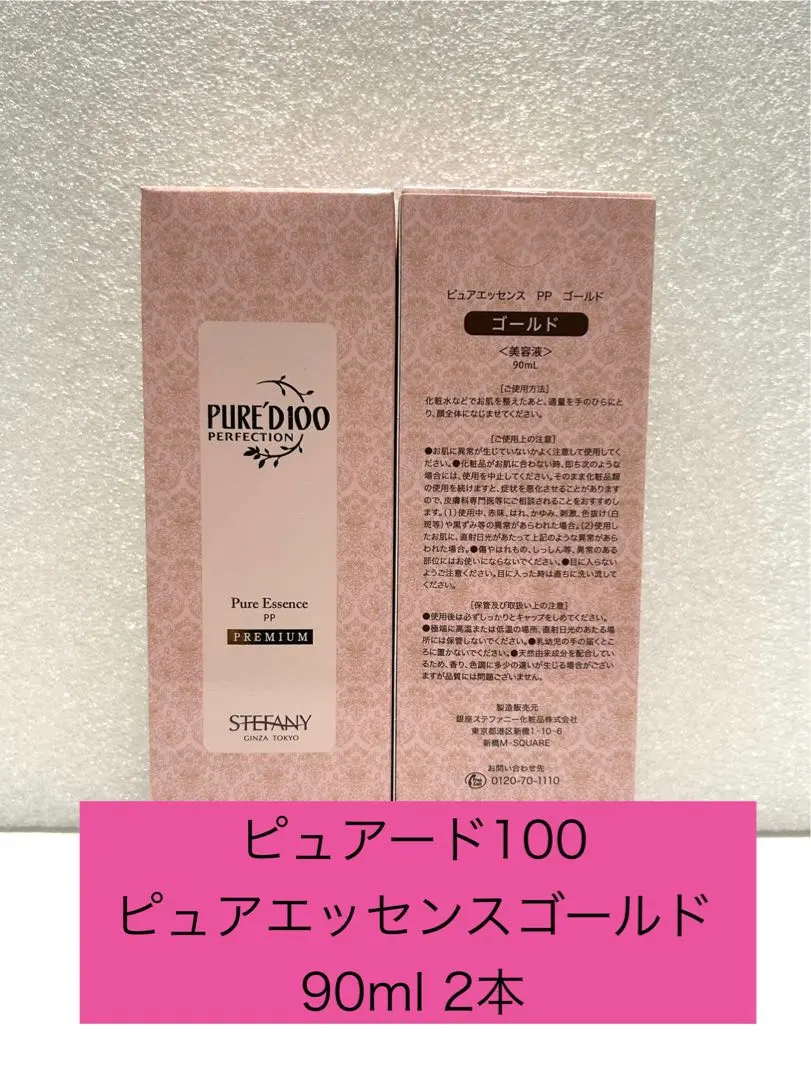 PURE'D100
PERFECTION
Pure Essence
PP
PREMIUM
STEFANY
GINZA TOKYO
ピュアエッセンス PP ゴールド
ゴールド
＜美容液＞
90mL
［ご使用方法］
化粧水などでお肌を整えたあと、適量を手のひらにと
り、顔全体になじませてください。
［ご使用上の注意］
●お肌に異常が生じていないかよく注意して使用してく
ださい。●化粧品がお肌に合わない時、即ち次のような
場合には、使用を中止してください。そのまま化粧品類
の使用を続けますと、症状を悪化させることがあります
ので、皮膚科専門医等にご相談されることをおすすめし
ます。（1）使用中、赤味、はれ、かゆみ、刺激、色抜け（白
斑等）や黒ずみ等の異常があらわれた場合。（2）使用し
たお肌に、直射日光があたって上記のような異常があら
われた場合。●傷やはれもの、しっしん等、異常のある
部位にはお使いにならないでください。●目に入らない
ようご注意ください。目に入った時は直ちに洗い流して
ください。
［保管及び取扱い上の注意］
●使用後は必ずしっかりとキャップをしめてください。
●極端に高温または低温の場所、直射日光のあたる場
所には保管しないでください。●乳幼児の手の届くとこ
ろに置かないでください。●天然由来成分を配合してい
るため、香り、色調に多少の違いが生じる場合がござい
ますが品質には問題ございません。
製造販売元
銀座ステファニー化粧品株式会社
東京都港区新橋1-10-6
新橋M-SQUARE
お問い合わせ先
0120-70-1110
ピュアード100
ピュアエッセンスゴールド
90ml 2本